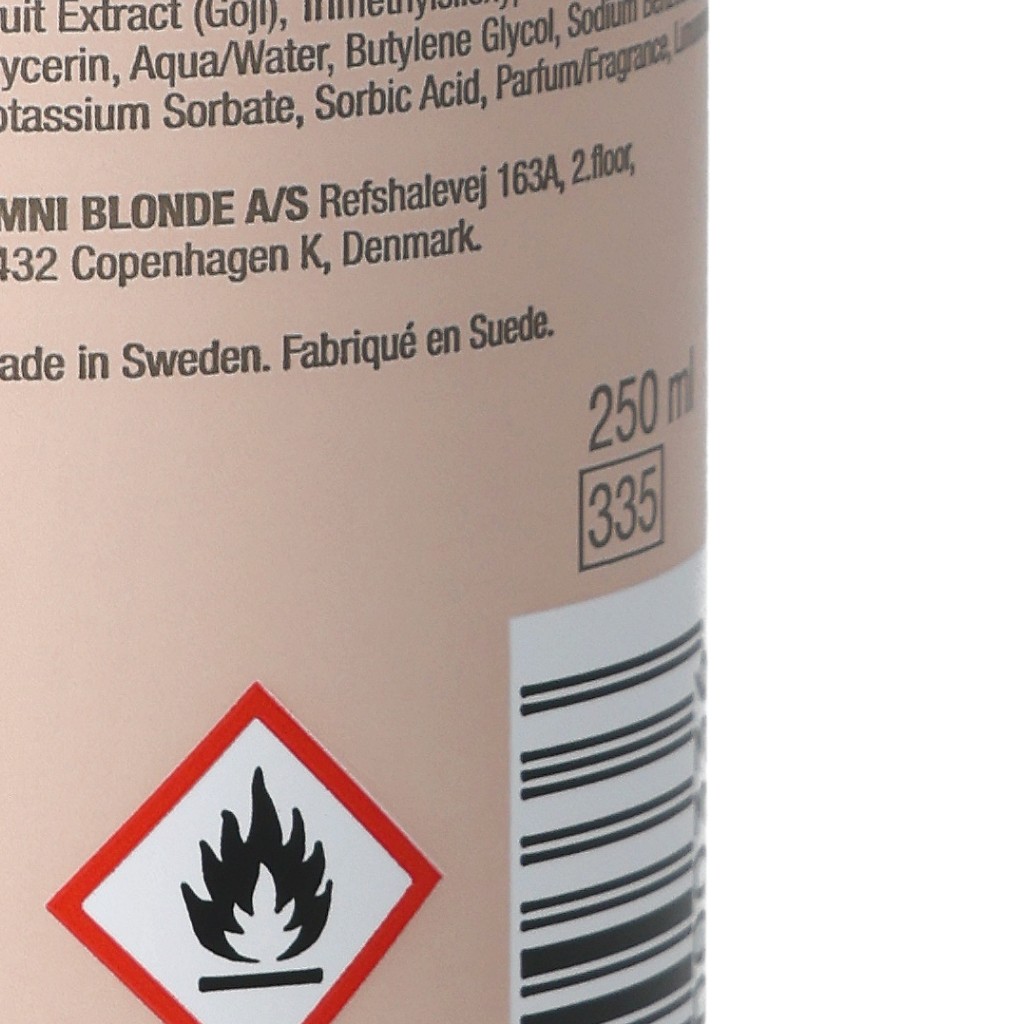 uit Extract (Goji),
ycerin, Aqua/Water, Butylene Glycol, Sodium
otassium Sorbate, Sorbic Acid, Parfum/Fragrance,
MNI BLONDE A/S Refshalevej 163A, 2.floor,
432 Copenhagen K, Denmark.
ade in Sweden. Fabriqué en Suede.
250 ml
335